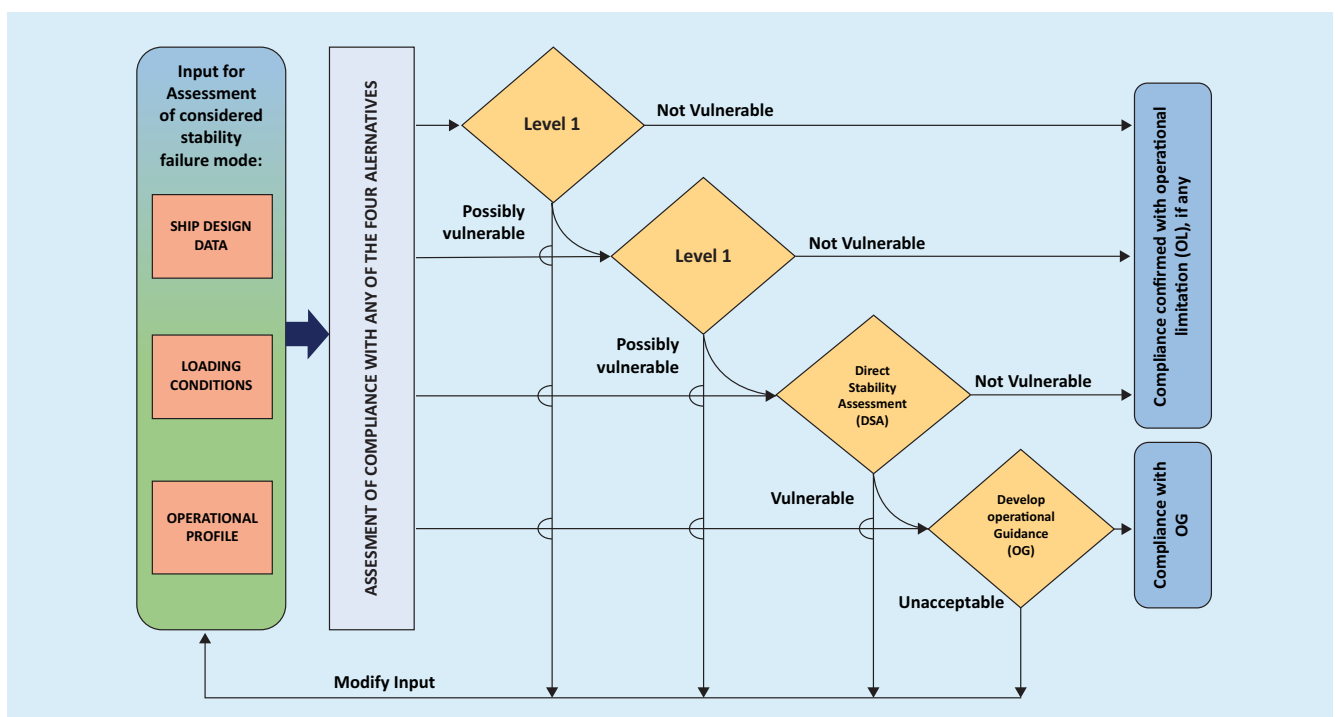 Input for
Assessment
of considered
stability
failure mode:
SHIP DESIGN
DATA
LOADING
CONDITIONS
OPERATIONAL
PROFILE
ASSESMENT OF COMPLIANCE WITH ANY OF THE FOUR ALERNATIVES
Level 1
Not Vulnerable
Possibly
vulnerable
Level 1
Not Vulnerable
Possibly
vulnerable
Direct
Stability
Assessment
(DSA)
Not Vulnerable
Vulnerable
Develop
operational
Guidance
(OG)
Unacceptable
Modify Input
Compliance confirmed with operational
limitation (OL), if any
Compliance with
OG